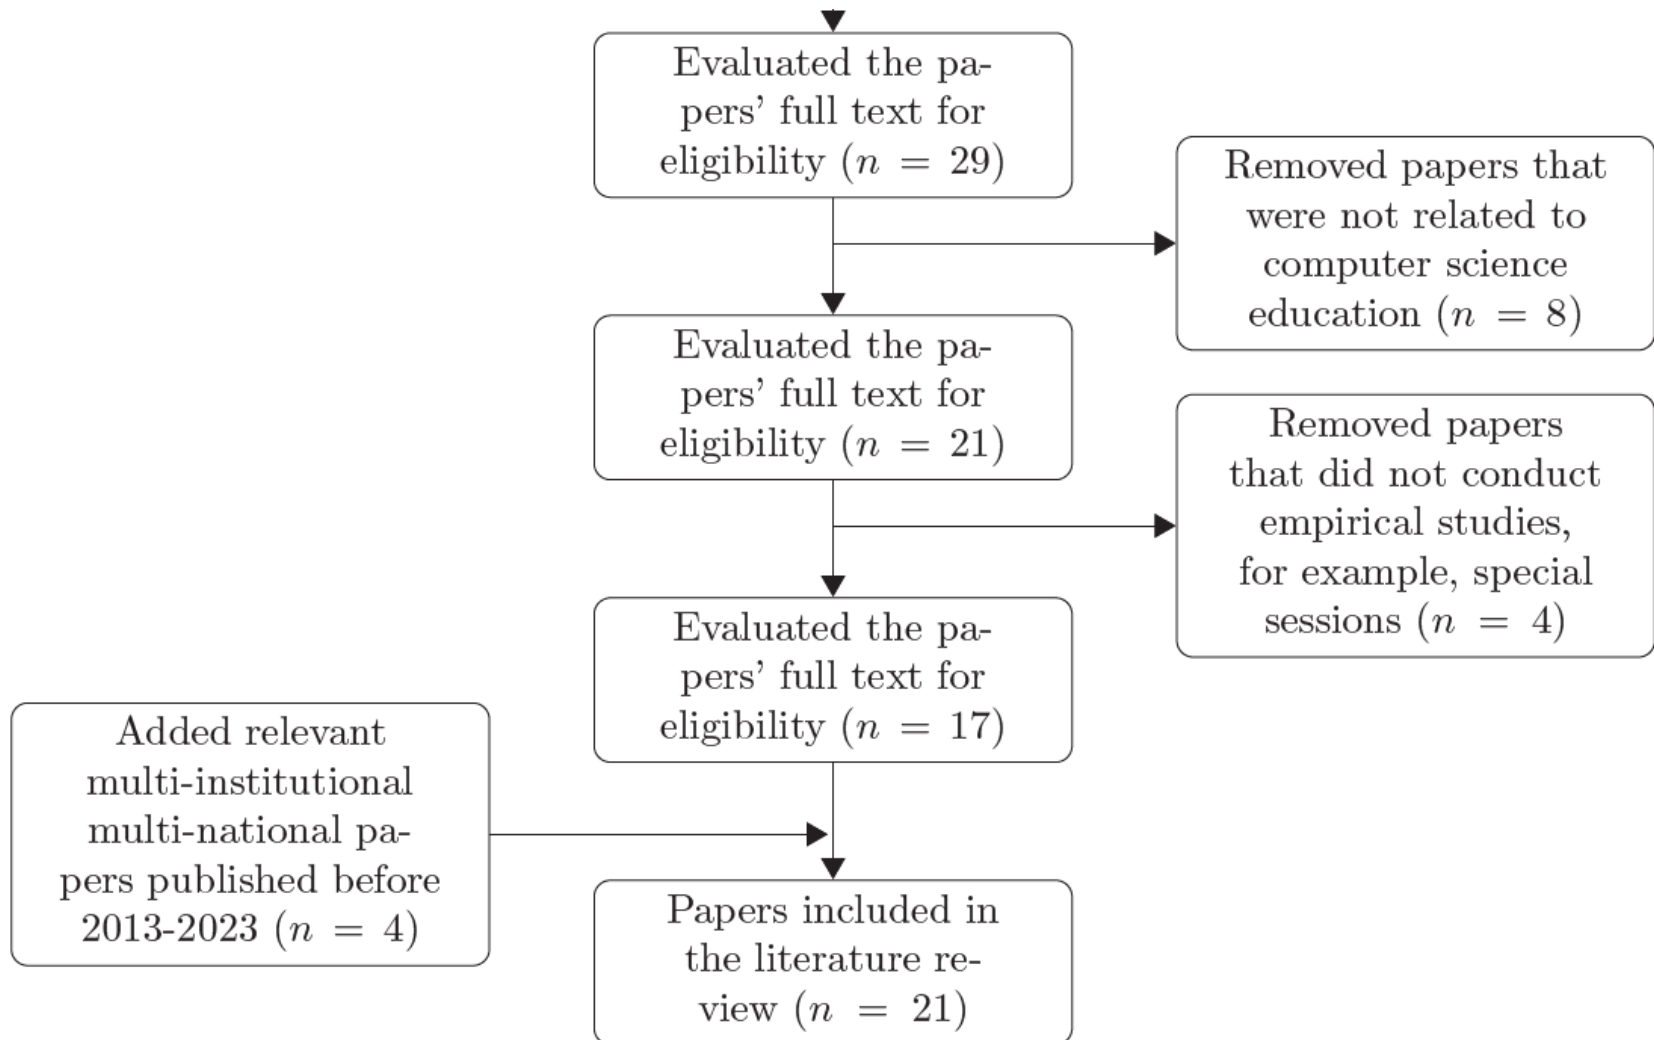 Evaluated the pa-
pers’ full text for
eligibility (n = 29)
Removed papers that
were not related to
computer science
education (n = 8)
Evaluated the pa-
pers’ full text for
eligibility (n = 21)
Removed papers
that did not conduct
empirical studies,
for example, special
sessions (n = 4)
Evaluated the pa-
pers’ full text for
eligibility (n = 17)
Added relevant
multi-institutional
multi-national pa-
pers published before
2013-2023 (n = 4)
Papers included in
the literature re-
view (n = 21)